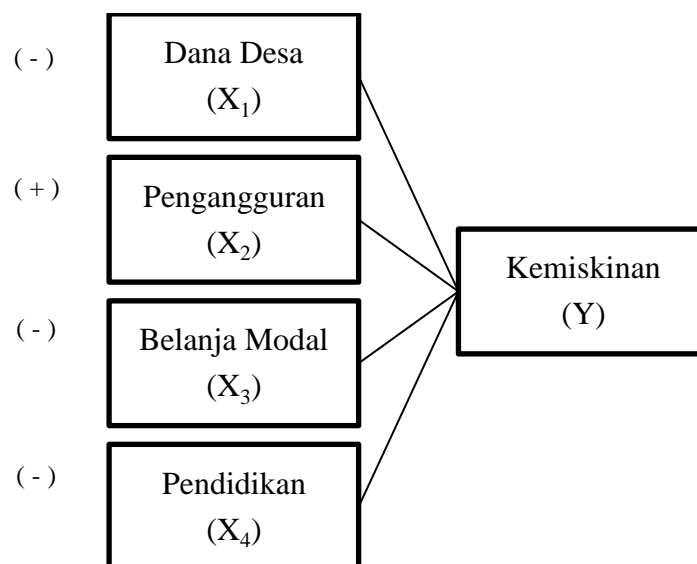 ( - )
Dana Desa
(X₁)
( + )
Pengangguran
(X₂)
Kemiskinan
(Y)
( - )
Belanja Modal
(X₃)
( - )
Pendidikan
(X₄)